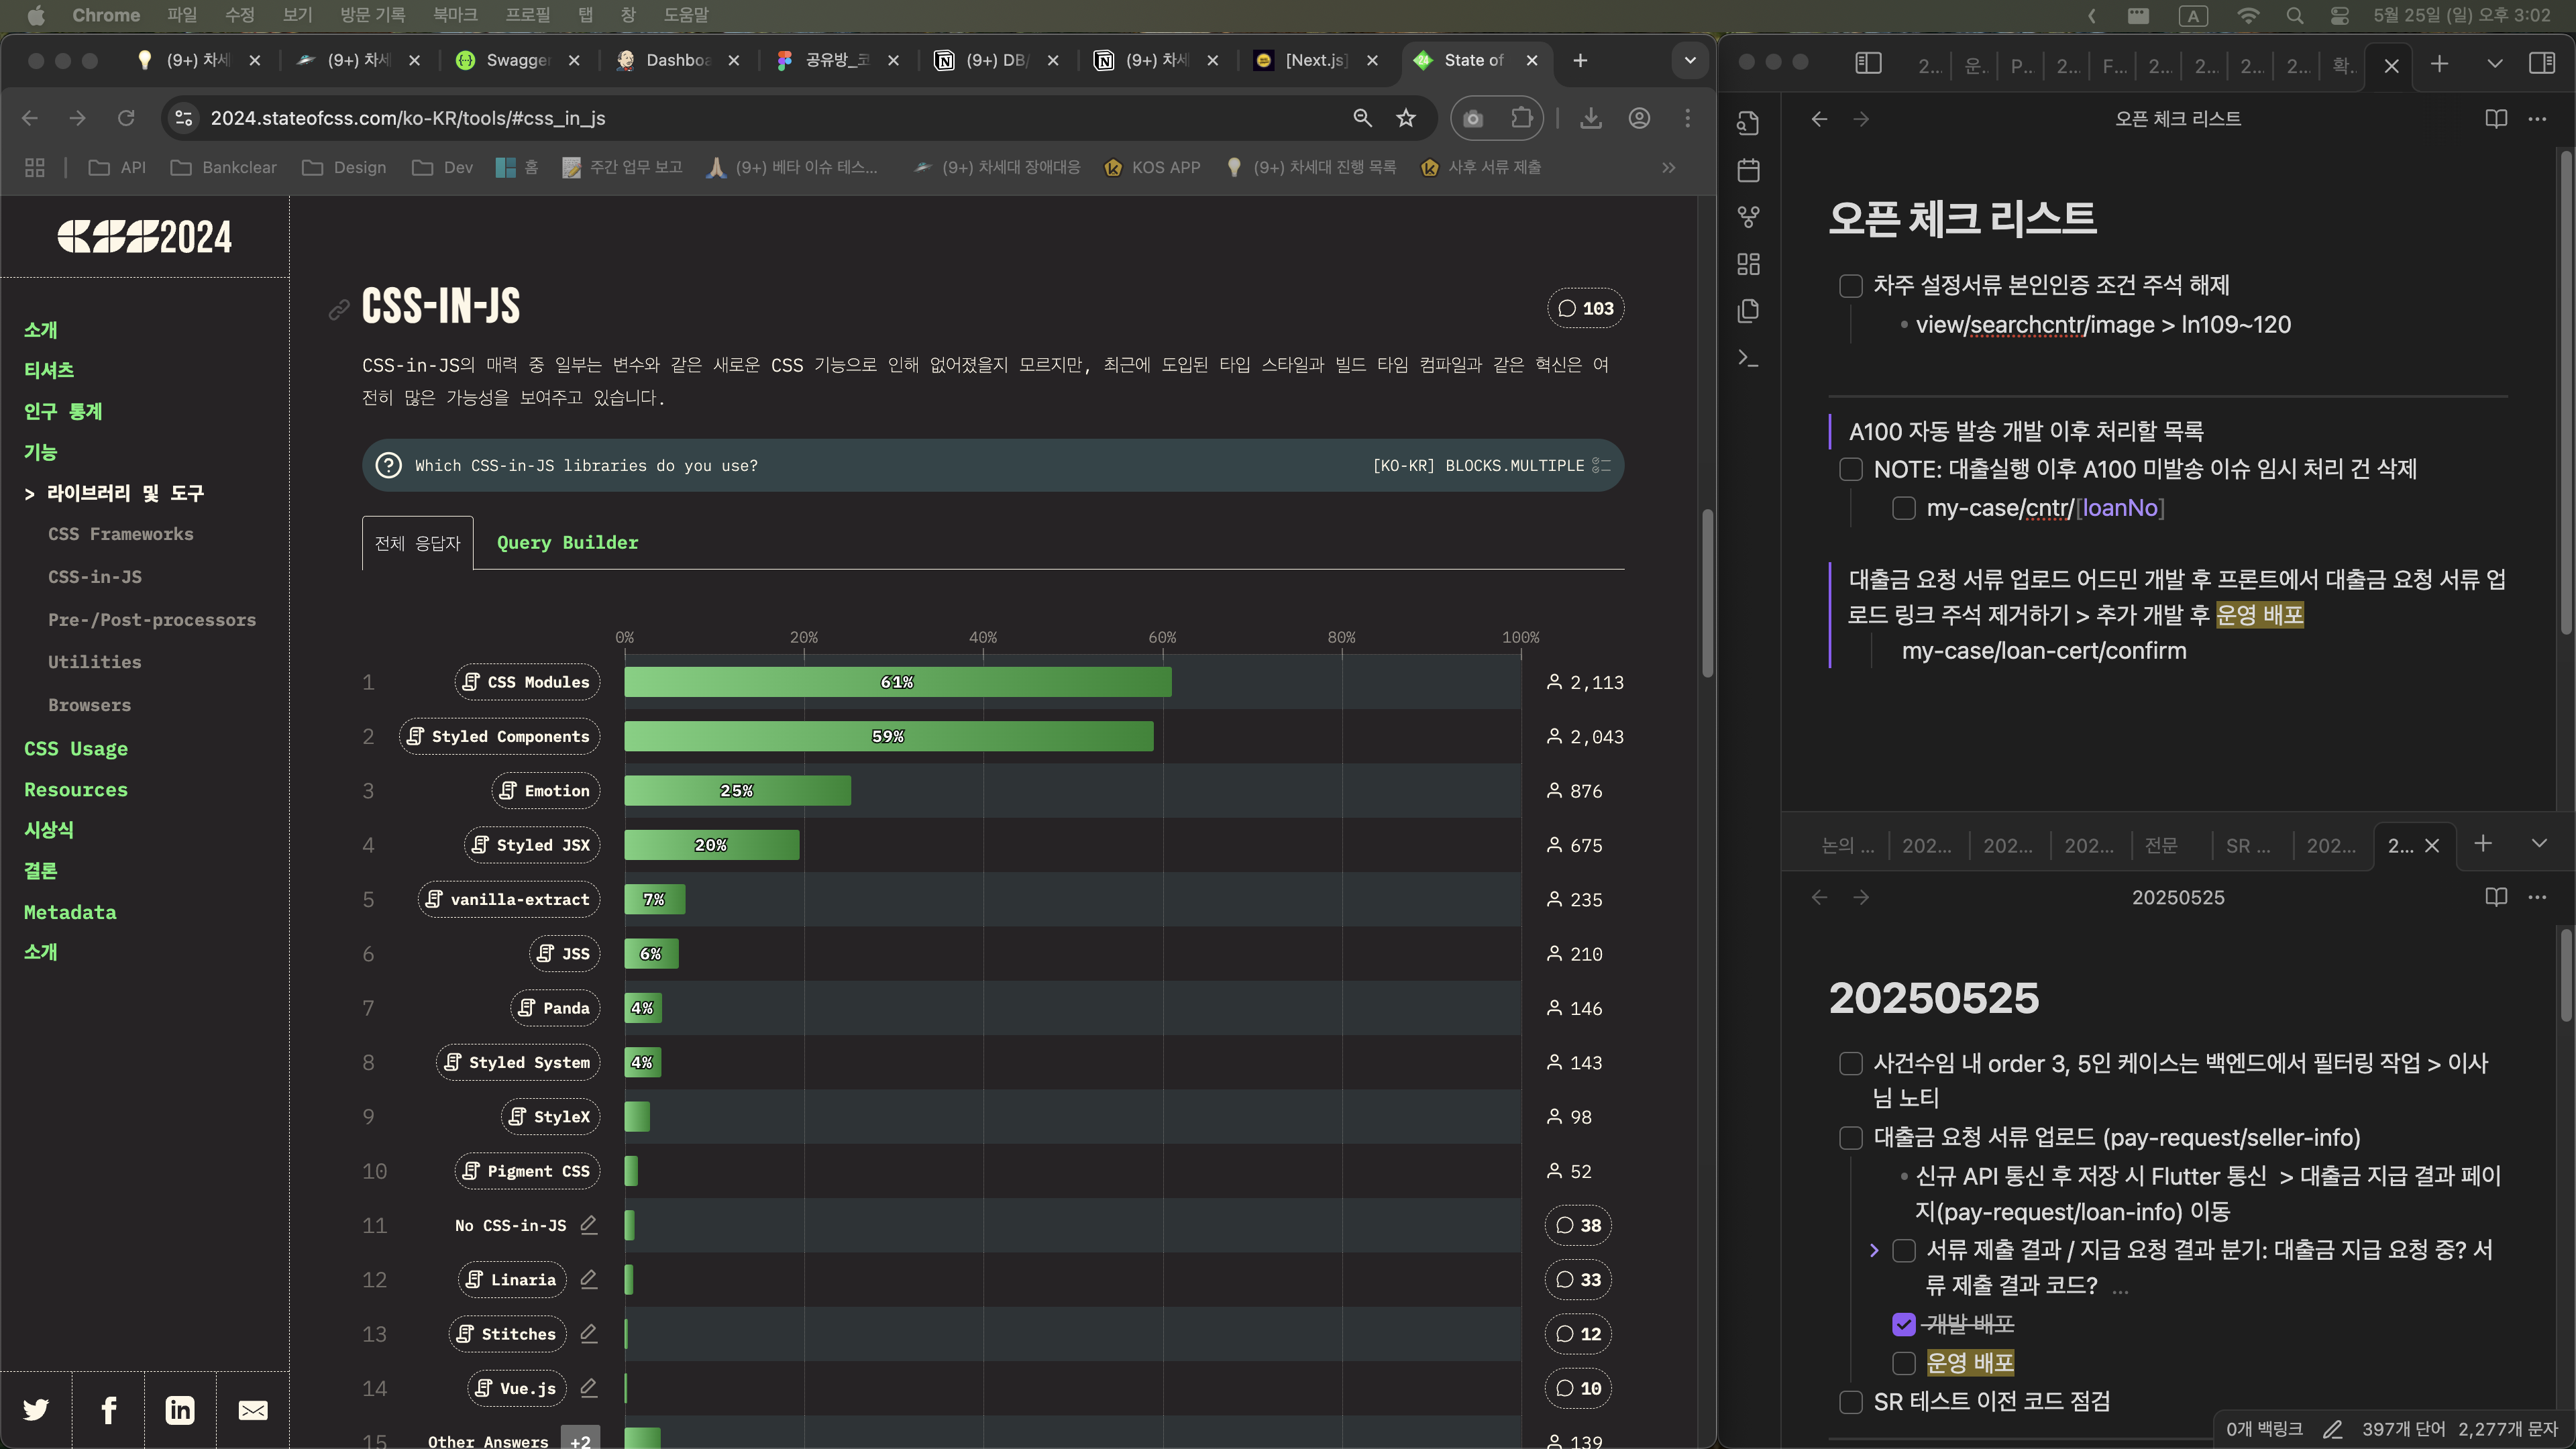 Chrome 파일 수정 보기 방문 기록 북마크 프로필 탭 창 도움말
A 5월 25일 (일) 오후 3:02
(9+) 차세
(9+) 차세
Swagger
Dashboa
공유방_코
(9+) DB/
(9+) 차세
[Next.js]
State of
2024.stateofcss.com/ko-KR/tools/#css_in_js
API
Bankclear
Design
Dev
홈
주간 업무 보고
(9+) 베타 이슈 테스...
(9+) 차세대 장애대응
KOS APP
(9+) 차세대 진행 목록
사후 서류 제출
CSS2024
소개
티셔츠
인구 통계
기능
> 라이브러리 및 도구
CSS Frameworks
CSS-in-JS
Pre-/Post-processors
Utilities
Browsers
CSS Usage
Resources
시상식
결론
Metadata
소개
CSS-IN-JS
103
CSS-in-JS의 매력 중 일부는 변수와 같은 새로운 CSS 기능으로 인해 없어졌을지 모르지만, 최근에 도입된 타입 스타일과 빌드 타임 컴파일과 같은 혁신은 여
전히 많은 가능성을 보여주고 있습니다.
Which CSS-in-JS libraries do you use?
[KO-KR] BLOCKS.MULTIPLE
전체 응답자
Query Builder
0% 20% 40% 60% 80% 100%
1 CSS Modules 61% 2,113
2 Styled Components 59% 2,043
3 Emotion 25% 876
4 Styled JSX 20% 675
5 vanilla-extract 7% 235
6 JSS 6% 210
7 Panda 4% 146
8 Styled System 4% 143
9 StyleX 98
10 Pigment CSS 52
11 No CSS-in-JS 38
12 Linaria 33
13 Stitches 12
14 Vue.js 10
15 Other Answers +2 139
2... 운. P... 2... F... 2... 2... 2... 2... 확.
오픈 체크 리스트
오픈 체크 리스트
차주 설정서류 본인인증 조건 주석 해제
view/searchcntr/image > ln109~120
A100 자동 발송 개발 이후 처리할 목록
NOTE: 대출실행 이후 A100 미발송 이슈 임시 처리 건 삭제
my-case/cntr/[loanNo]
대출금 요청 서류 업로드 어드민 개발 후 프론트에서 대출금 요청 서류 업
로드 링크 주석 제거하기 > 추가 개발 후 운영 배포
my-case/loan-cert/confirm
논의 ... 202... 202... 202... 전문 SR ... 202... 2...
20250525
20250525
사건수임 내 order 3, 5인 케이스는 백엔드에서 필터링 작업 > 이사
님 노티
대출금 요청 서류 업로드 (pay-request/seller-info)
신규 API 통신 후 저장 시 Flutter 통신 > 대출금 지급 결과 페이
지(pay-request/loan-info) 이동
서류 제출 결과 / 지급 요청 결과 분기: 대출금 지급 요청 중? 서
류 제출 결과 코드? ...
개발 배포
운영 배포
SR 테스트 이전 코드 점검
0개 백링크 397개 단어 2,277개 문자